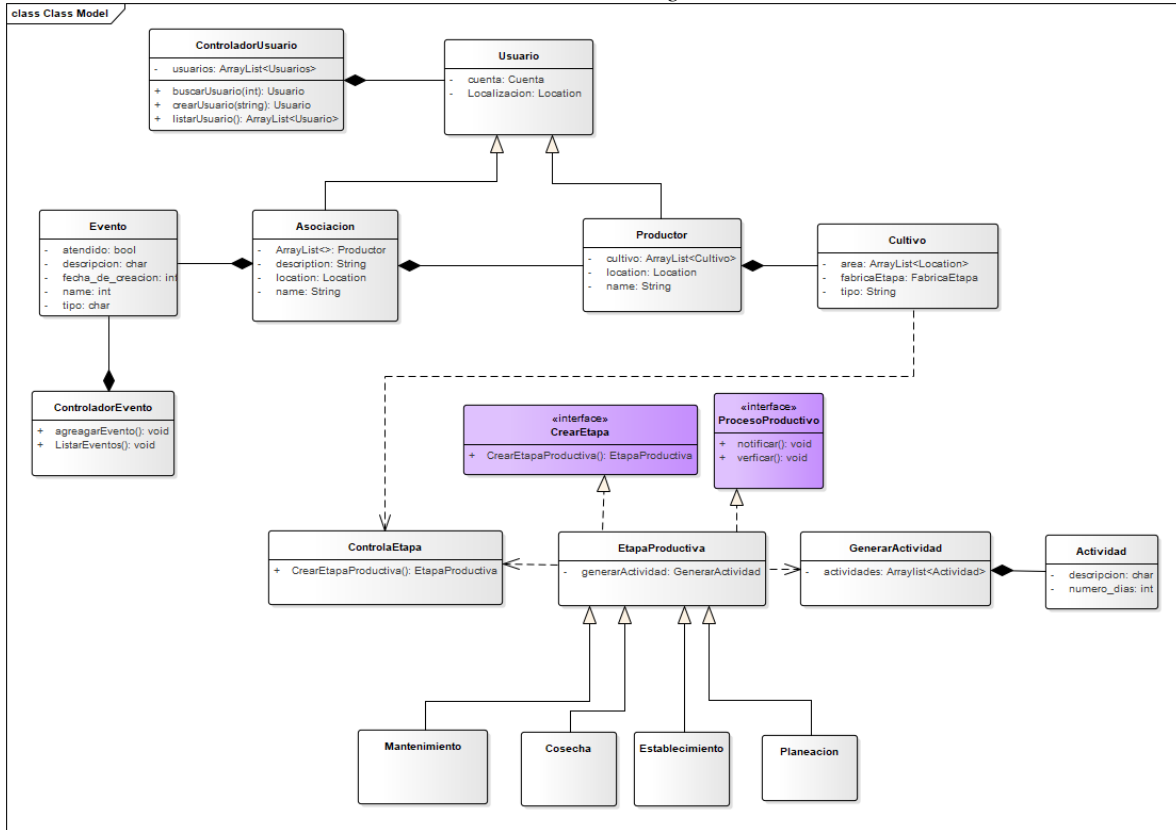 class Class Model
ControladorUsuario
- usuarios: ArrayList<Usuarios>
+ buscarUsuario(int): Usuario
+ crearUsuario(string): Usuario
+ listarUsuario(): ArrayList<Usuario>
Usuario
- cuenta: Cuenta
- Localizacion: Location
Evento
- atendido: bool
- descripcion: char
- fecha_de_creacion: int
- name: int
- tipo: char
Asociacion
- ArrayList<>: Productor
- description: String
- location: Location
- name: String
Productor
- cultivo: ArrayList<Cultivo>
- location: Location
- name: String
Cultivo
- area: ArrayList<Location>
- fabricaEtapa: FabricaEtapa
- tipo: String
ControladorEvento
+ agreagarEvento(): void
+ ListarEventos(): void
«interface»
CrearEtapa
+ CrearEtapaProductiva(): EtapaProductiva
«interface»
ProcesoProductivo
+ notificar(): void
+ verficar(): void
ControlaEtapa
+ CrearEtapaProductiva(): EtapaProductiva
EtapaProductiva
- generarActividad: GenerarActividad
GenerarActividad
- actividades: Arraylist<Actividad>
Actividad
- descripcion: char
- numero_dias: int
Mantenimiento
Cosecha
Establecimiento
Planeacion